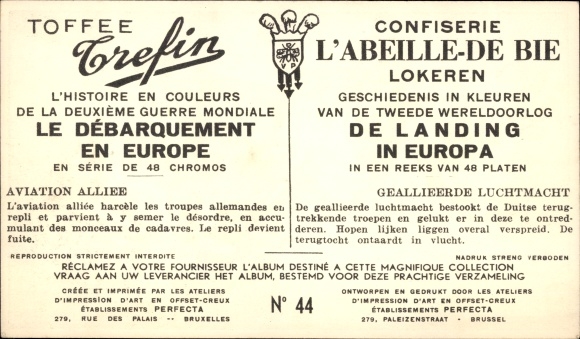 TOFFEE
Trefin
L'HISTOIRE EN COULEURS
DE LA DEUXIÈME GUERRE MONDIALE
LE DÉBARQUEMENT
EN EUROPE
EN SÉRIE DE 48 CHROMOS
V P
CONFISERIE
L'ABEILLE-DE BIE
LOKEREN
GESCHIEDENIS IN KLEUREN
VAN DE TWEEDE WERELDOORLOG
DE LANDING
IN EUROPA
IN EEN REEKS VAN 48 PLATEN
AVIATION ALLIEE
L'aviation alliée harcèle les troupes allemandes en
repli et parvient à y semer le désordre, en accu-
mulant des monceaux de cadavres. Le repli devient
fuite.
GEALLIEERDE LUCHTMACHT
De geallieerde luchtmacht bestookt de Duitse terug-
trekkende troepen en gelukt er in deze te ontred-
deren. Hopen lijken liggen overal verspreid. De
terugtocht ontaardt in vlucht.
REPRODUCTION STRICTEMENT INTERDITE
NADRUK STRENG VERBODEN
RÉCLAMEZ A VOTRE FOURNISSEUR L'ALBUM DESTINÉ A CETTE MAGNIFIQUE COLLECTION
VRAAG AAN UW LEVERANCIER HET ALBUM, BESTEMD VOOR DEZE PRACHTIGE VERZAMELING
CRÉÉE ET IMPRIMÉE PAR LES ATELIERS
D'IMPRESSION D'ART EN OFFSET-CREUX
ÉTABLISSEMENTS PERFECTA
279, RUE DES PALAIS -- BRUXELLES
N° 44
ONTWORPEN EN GEDRUKT DOOR LES ATELIERS
D'IMPRESSION D'ART EN OFFSET-CREUX
ÉTABLISSEMENTS PERFECTA
279, PALEIZENSTRAAT - BRUSSEL